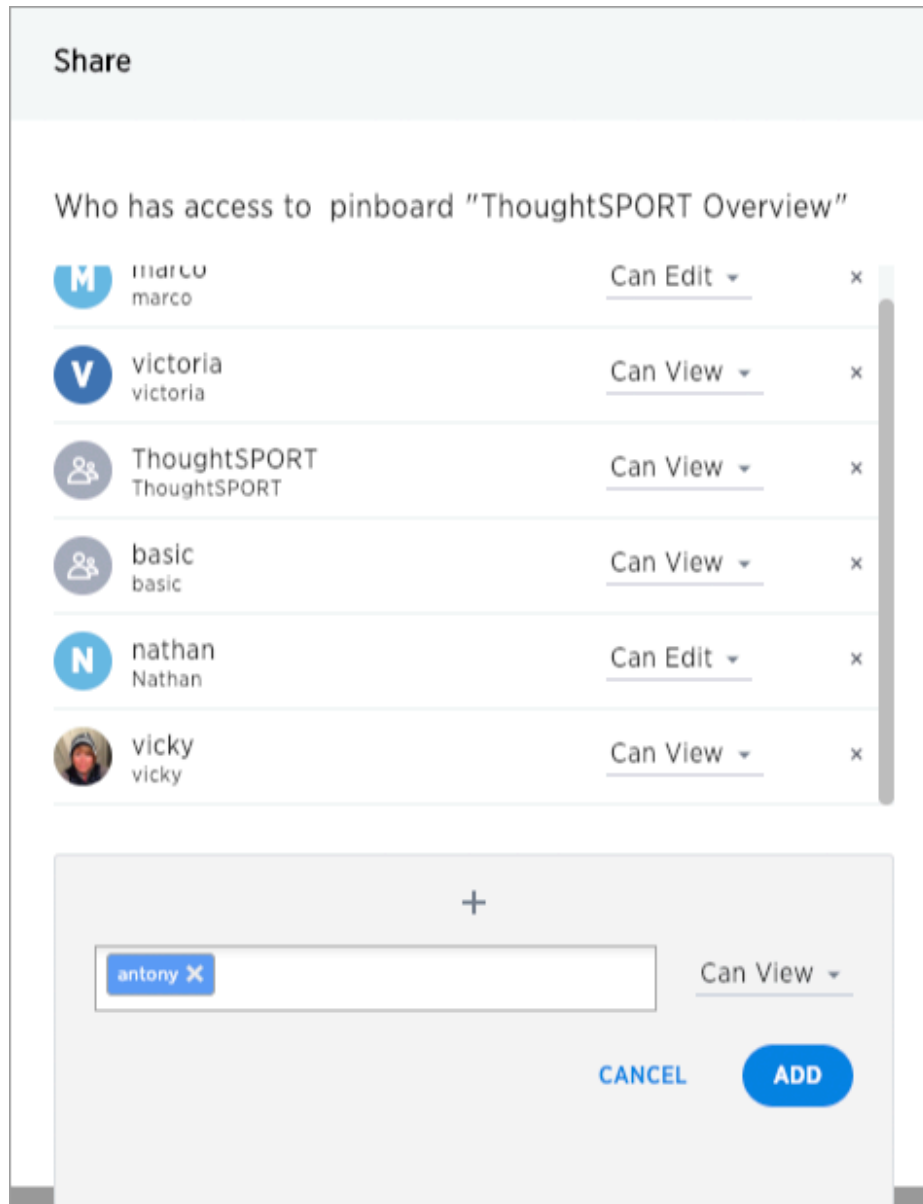 Share
Who has access to pinboard "ThoughtSPORT Overview"
M marco Can Edit ×
marco
V victoria Can View ×
victoria
ThoughtSPORT Can View ×
ThoughtSPORT
basic Can View ×
basic
N nathan Can Edit ×
Nathan
vicky Can View ×
vicky
+
antony × Can View
CANCEL ADD